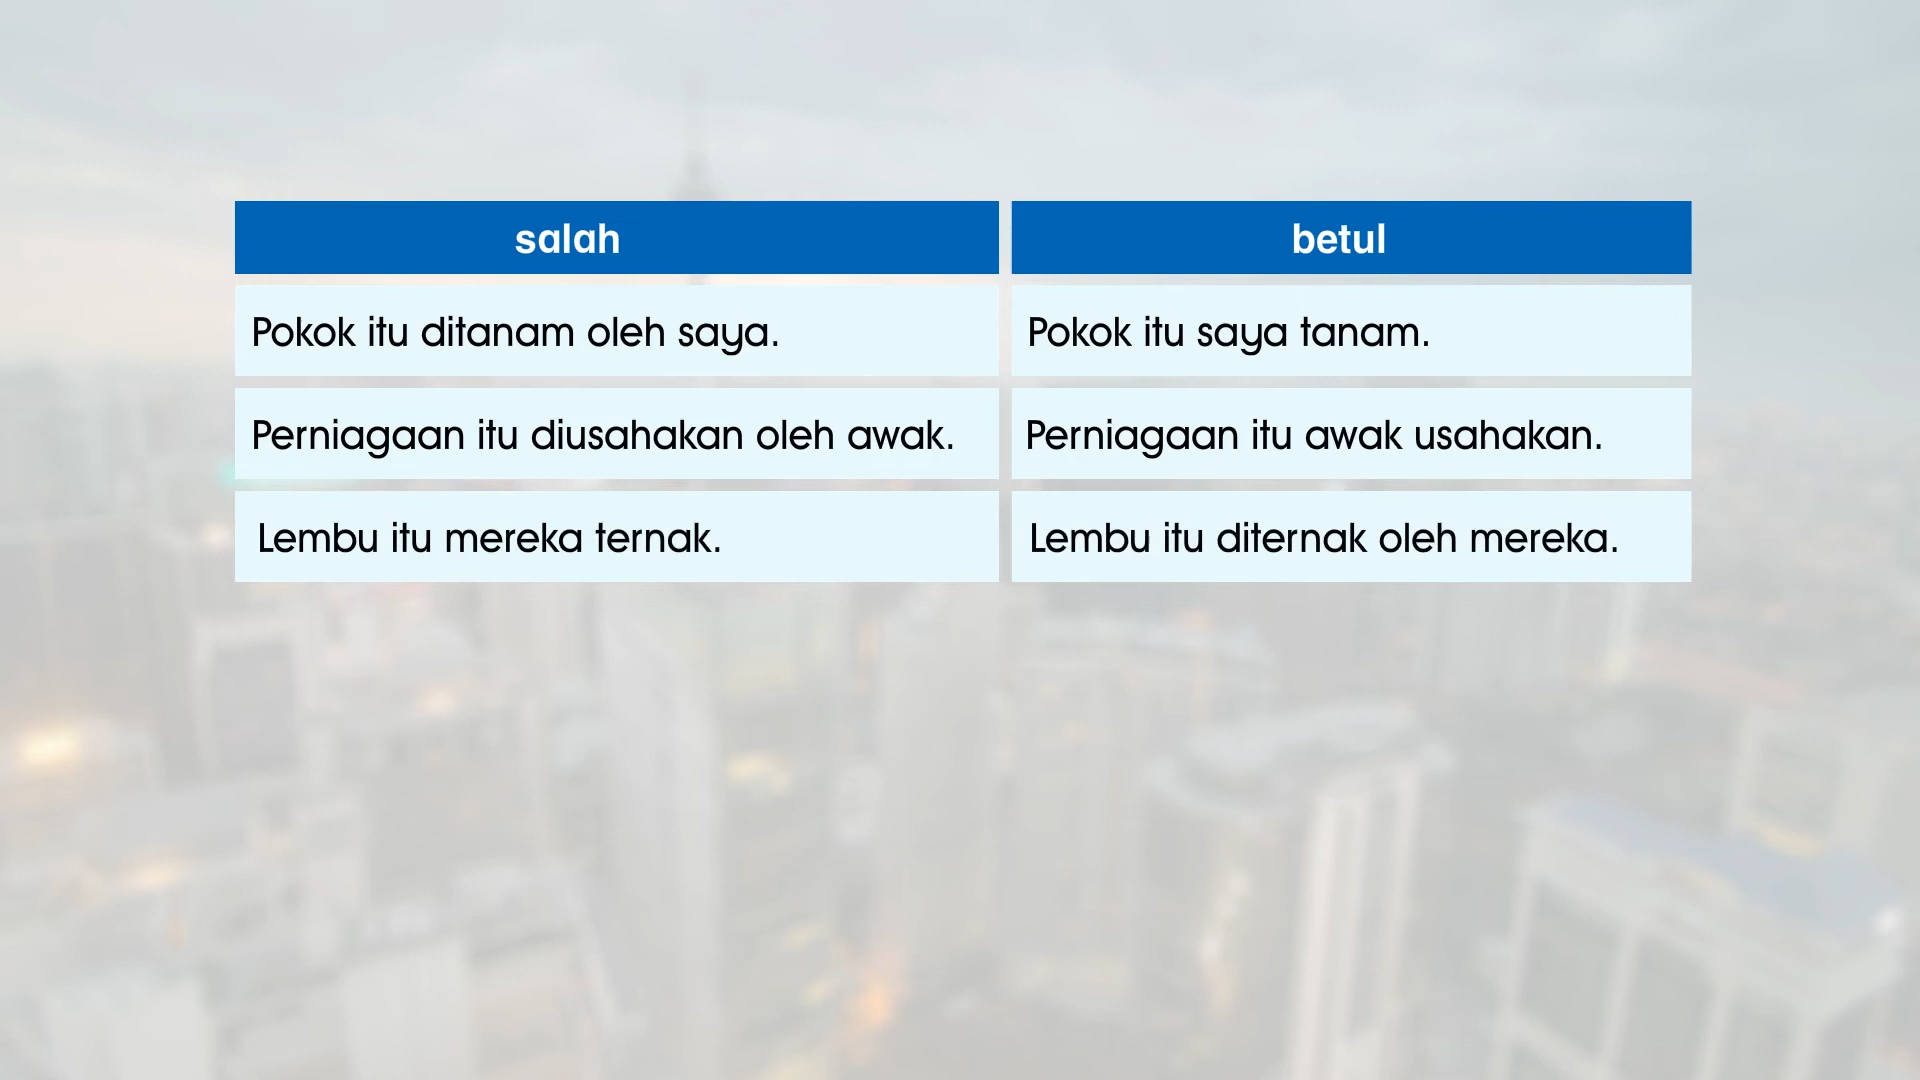 salah
betul
Pokok itu ditanam oleh saya.
Pokok itu saya tanam.
Perniagaan itu diusahakan oleh awak.
Perniagaan itu awak usahakan.
Lembu itu mereka ternak.
Lembu itu diternak oleh mereka.